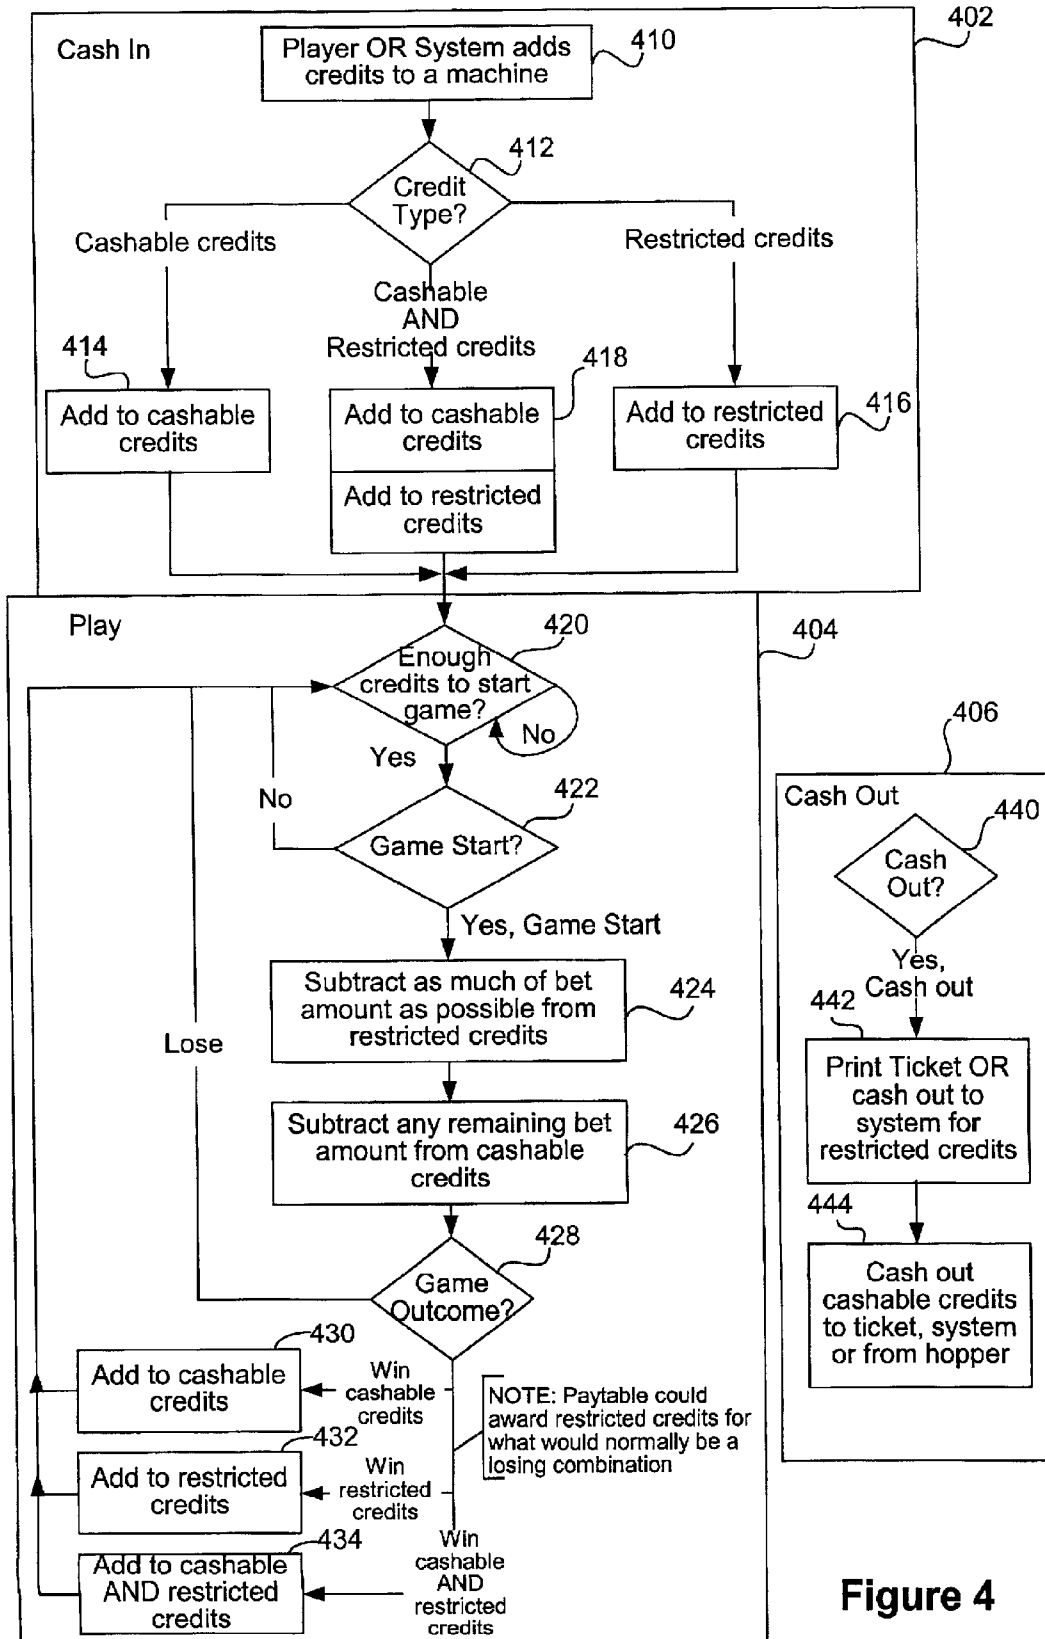 Cash In
402
Player OR System adds
credits to a machine
410
412
Credit
Type?
Cashable credits
Restricted credits
Cashable
AND
Restricted credits
414
Add to cashable
credits
418
Add to cashable
credits
Add to restricted
credits
Add to restricted
credits
416
Play
404
420
Enough
credits to start
game?
No
Yes
No
422
Game Start?
Yes, Game Start
Subtract as much of bet
amount as possible from
restricted credits
424
Lose
Subtract any remaining bet
amount from cashable
credits
426
428
Game
Outcome?
430
Add to cashable
credits
Win
cashable
credits
NOTE: Paytable could
award restricted credits for
what would normally be a
losing combination
432
Add to restricted
credits
Win
restricted
credits
434
Add to cashable
AND restricted
credits
Win
cashable
AND
restricted
credits
406
Cash Out
440
Cash
Out?
Yes,
Cash out
442
Print Ticket OR
cash out to
system for
restricted credits
444
Cash out
cashable credits
to ticket, system
or from hopper
Figure 4